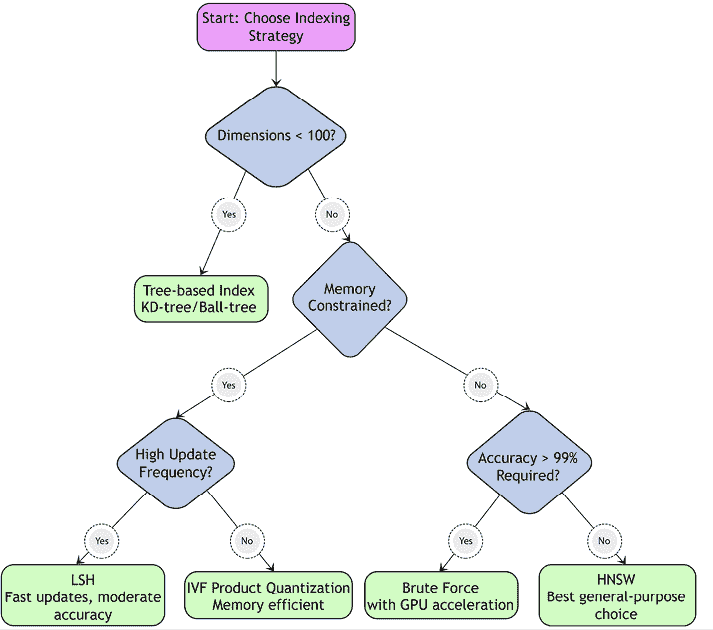 Start: Choose Indexing
Strategy
Dimensions < 100?
Yes
No
Tree-based Index
KD-tree/Ball-tree
Memory
Constrained?
Yes
No
High Update
Frequency?
Accuracy > 99%
Required?
Yes
No
Yes
No
LSH
Fast updates, moderate
accuracy
IVF Product Quantization
Memory efficient
Brute Force
with GPU acceleration
HNSW
Best general-purpose
choice